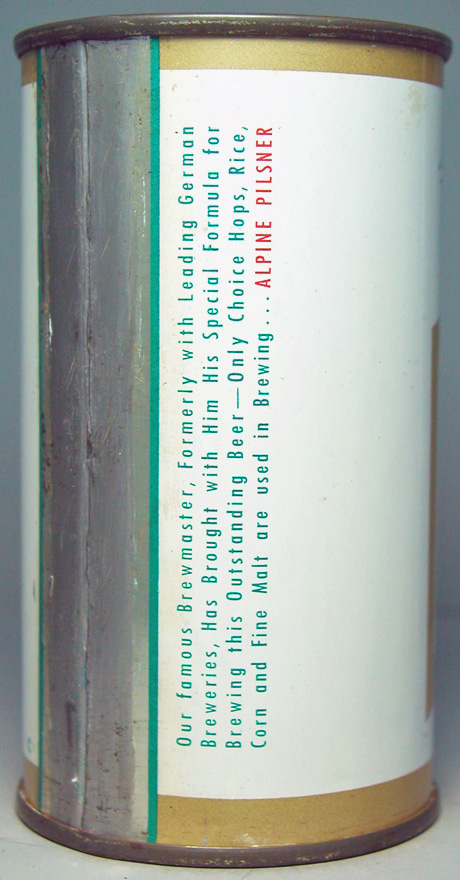 Our famous Brewmaster, Formerly with Leading German
Breweries, Has Brought with Him His Special Formula for
Brewing this Outstanding Beer—Only Choice Hops, Rice,
Corn and Fine Malt are used in Brewing...ALPINE PILSNER